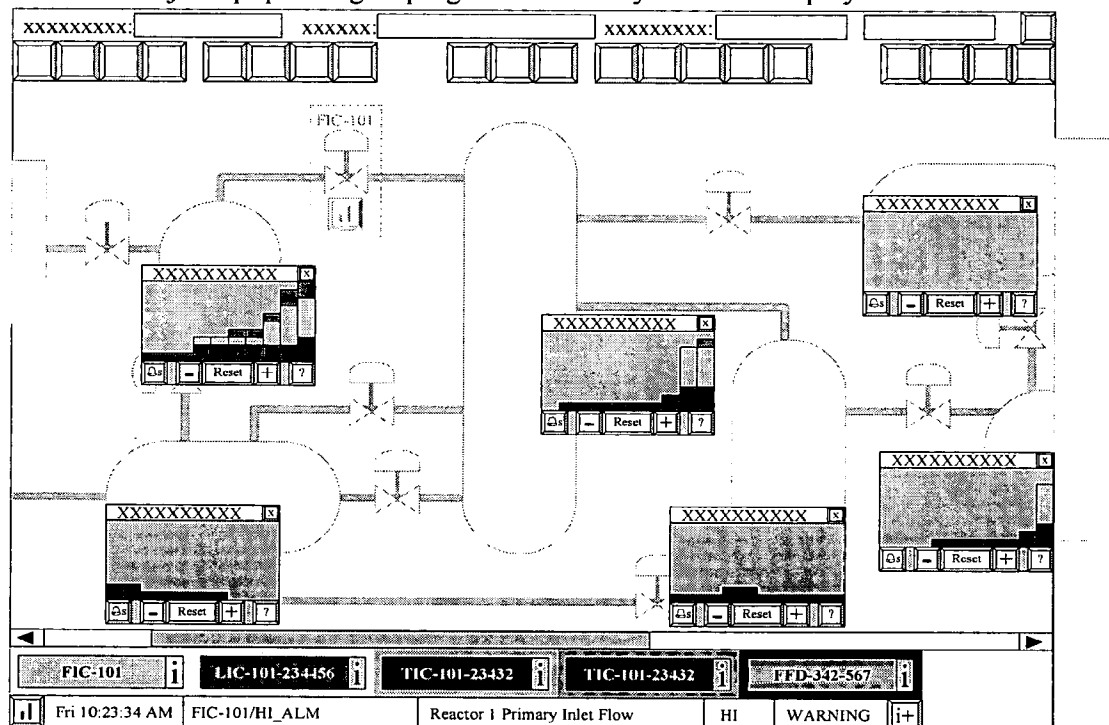 XXXXXXXXX: XXXXXX: XXXXXXXXX:
FIC-101
XXXXXXXXXX x
- Reset + ?
XXXXXXXXXX x
s - Reset + ?
XXXXXXXXXX x
s - Reset + ?
XXXXXXXXXX x
s - Reset + ?
XXXXXXXXXX x
s - Reset + ?
XXXXXXXXXX x
s - Reset + ?
FIC-101 i LIC-101-234456 i TIC-101-23432 i TIC-101-23432 i FFD-342-567 i
Fri 10:23:34 AM FIC-101/HI_ALM Reactor 1 Primary Inlet Flow HI WARNING i+